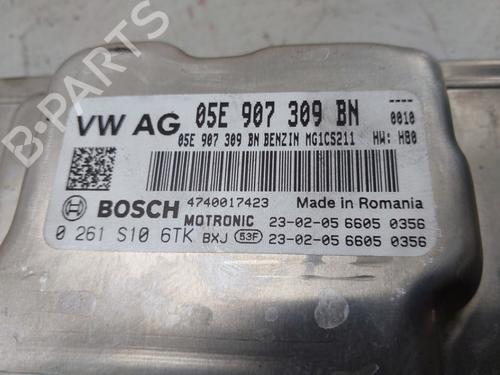 VW AG 05E 907 309 BN ----
0010
05E 907 309 BN BENZIN MG1CS211 HW: H80
BOSCH 4740017423 Made in Romania
MOTRONIC 23-02-05 6605 0356
0 261 S10 6TK BXJ 53F 23-02-05 6605 0356
B-PARTS